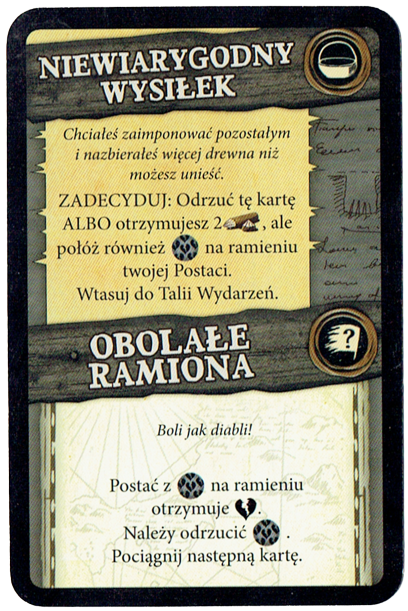 NIEWIARYGODNY
WYSIŁEK
Chciałeś zaimponować pozostałym
i nazbierałeś więcej drewna niż
możesz unieść.
ZADECYDUJ: Odrzuć tę kartę
ALBO otrzymujesz 2 , ale
połóż również na ramieniu
twojej Postaci.
Wtasuj do Talii Wydarzeń.
?
OBOLAŁE
RAMIONA
Boli jak diabli!
Postać z na ramieniu
otrzymuje .
Należy odrzucić .
Pociągnij następną kartę.